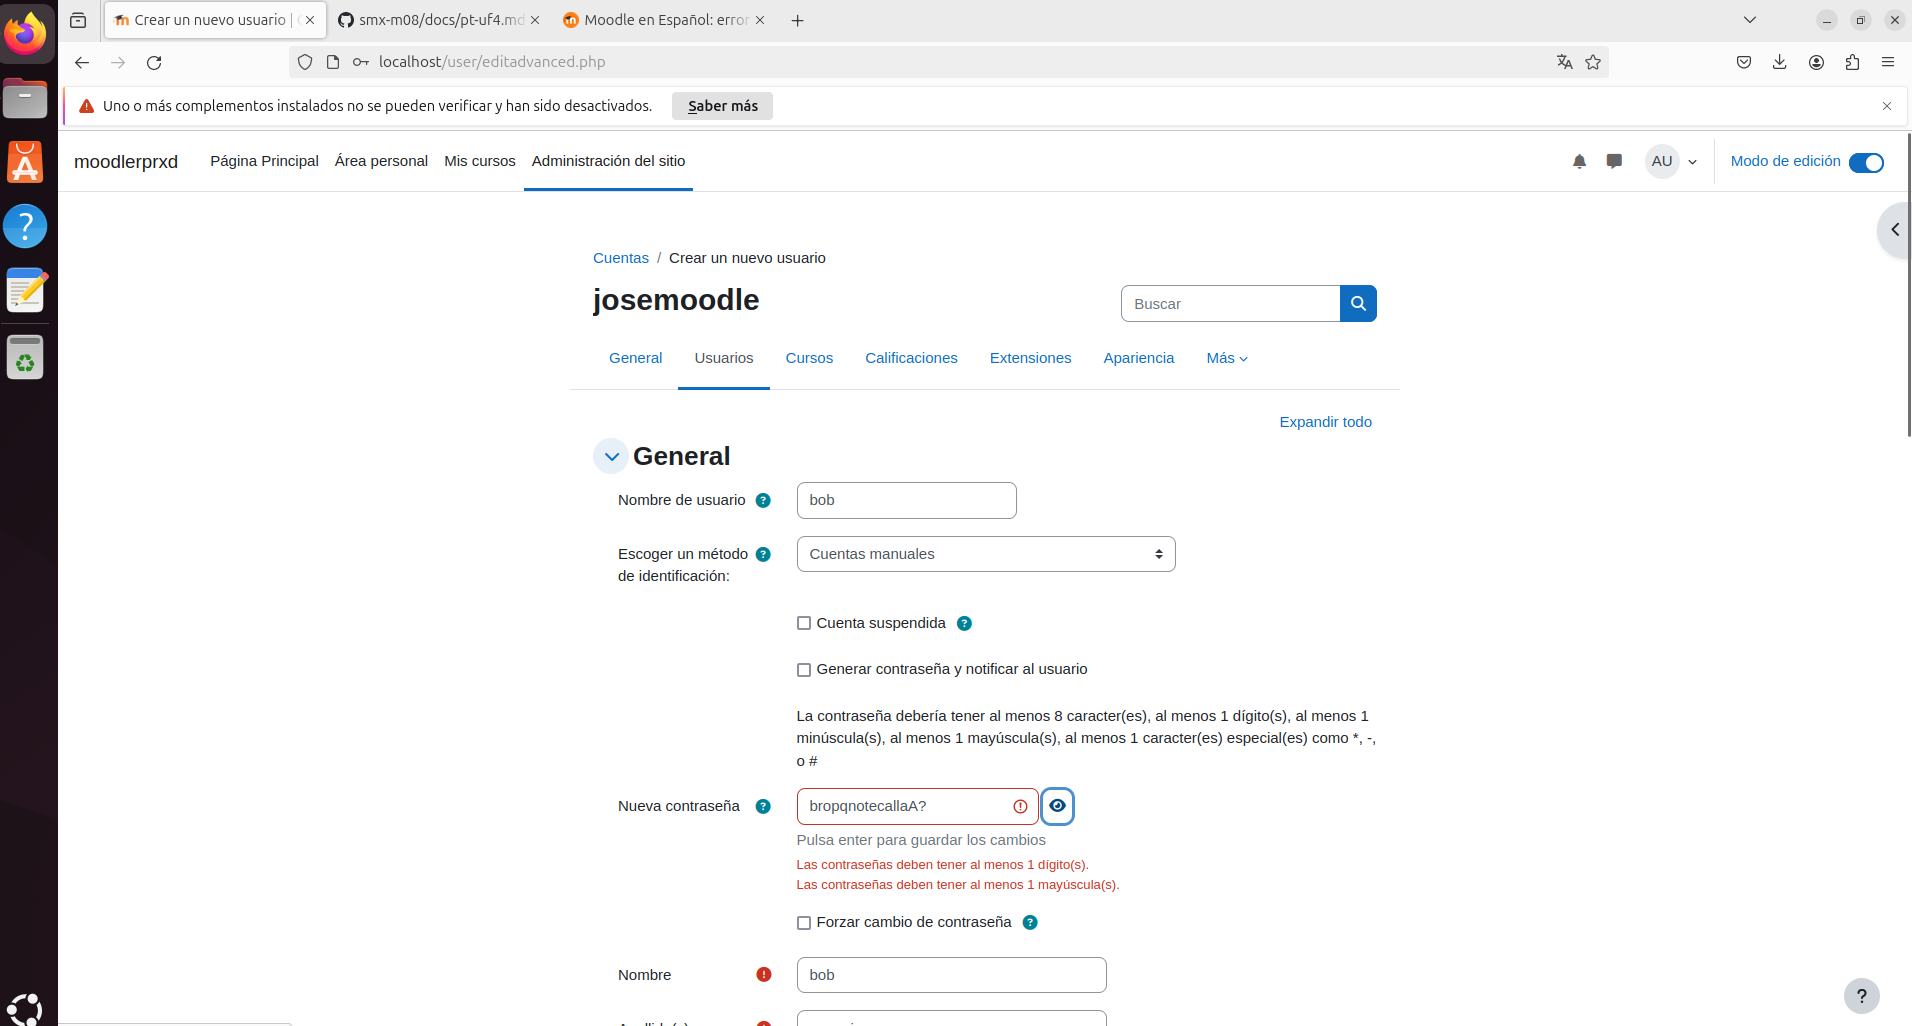 Crear un nuevo usuario |
smx-m08/docs/pt-uf4.md
Moodle en Español: error
localhost/user/editadvanced.php
Uno o más complementos instalados no se pueden verificar y han sido desactivados.
Saber más
moodlerprxd
Página Principal
Área personal
Mis cursos
Administración del sitio
AU
Modo de edición
Cuentas / Crear un nuevo usuario
josemoodle
Buscar
General
Usuarios
Cursos
Calificaciones
Extensiones
Apariencia
Más
Expandir todo
General
Nombre de usuario ?
bob
Escoger un método ?
de identificación:
Cuentas manuales
Cuenta suspendida ?
Generar contraseña y notificar al usuario
La contraseña debería tener al menos 8 caracter(es), al menos 1 dígito(s), al menos 1
minúscula(s), al menos 1 mayúscula(s), al menos 1 caracter(es) especial(es) como *, -,
o #
Nueva contraseña ?
bropqnotecallaA?
Pulsa enter para guardar los cambios
Las contraseñas deben tener al menos 1 dígito(s).
Las contraseñas deben tener al menos 1 mayúscula(s).
Forzar cambio de contraseña ?
Nombre
bob
?